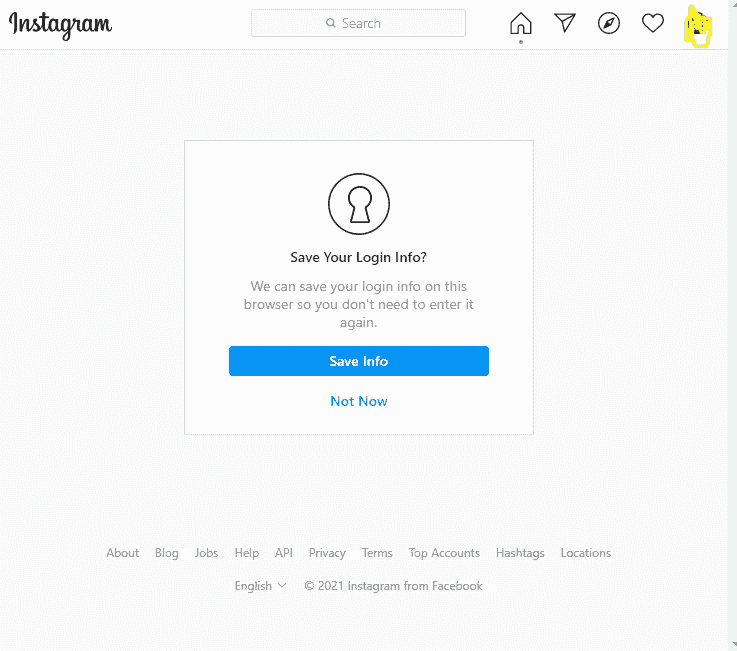 Instagram
Search
Save Your Login Info?
We can save your login info on this
browser so you don't need to enter it
again.
Save Info
Not Now
About Blog Jobs Help API Privacy Terms Top Accounts Hashtags Locations
English © 2021 Instagram from Facebook